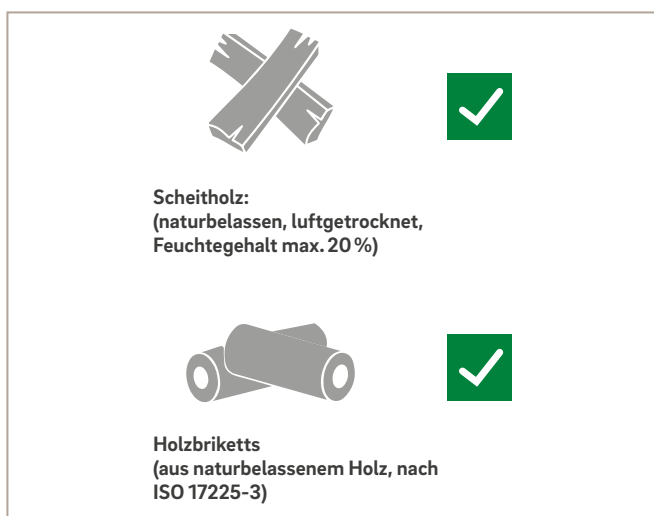 Scheitholz:
(naturbelassen, luftgetrocknet,
Feuchtegehalt max. 20 %)
Holzbriketts
(aus naturbelassenem Holz, nach
ISO 17225-3)